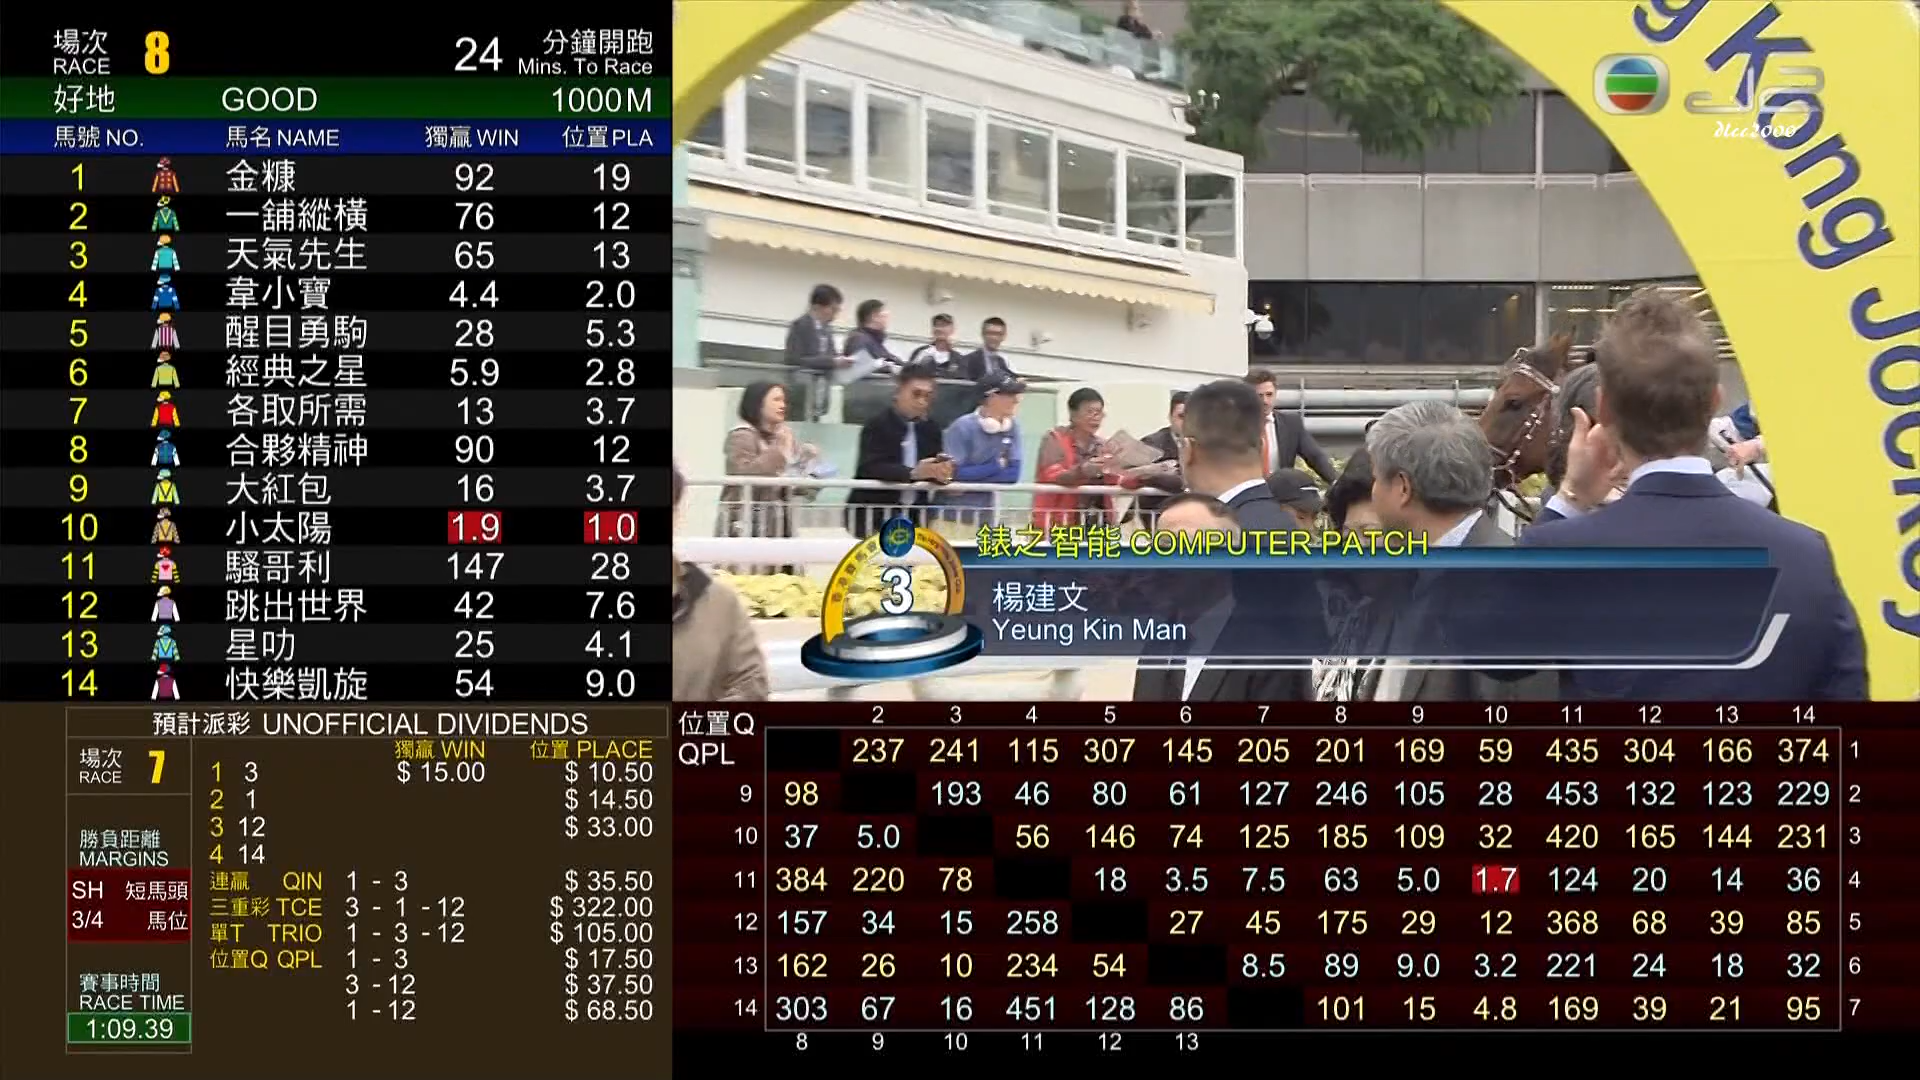 場次 8 24 分鐘開跑
RACE Mins. To Race
好地 GOOD 1000M
馬號 NO. 馬名 NAME 獨贏 WIN 位置 PLA
1 金糠 92 19
2 一舖縱橫 76 12
3 天氣先生 65 13
4 韋小寶 4.4 2.0
5 醒目勇駒 28 5.3
6 經典之星 5.9 2.8
7 各取所需 13 3.7
8 合夥精神 90 12
9 大紅包 16 3.7
10 小太陽 1.9 1.0
11 騷哥利 147 28
12 跳出世界 42 7.6
13 星叻 25 4.1
14 快樂凱旋 54 9.0
g Kong Jockey
J2
dlcc2000
3
錶之智能 COMPUTER PATCH
楊建文
Yeung Kin Man
預計派彩 UNOFFICIAL DIVIDENDS
場次 7
RACE
獨贏 WIN 位置 PLACE
1 3 $ 15.00 $ 10.50
2 1 $ 14.50
3 12 $ 33.00
4 14
勝負距離
MARGINS
SH 短馬頭
3/4 馬位
連贏 QIN 1 - 3 $ 35.50
三重彩 TCE 3 - 1 - 12 $ 322.00
單T TRIO 1 - 3 - 12 $ 105.00
位置Q QPL 1 - 3 $ 17.50
3 - 12 $ 37.50
1 - 12 $ 68.50
賽事時間
RACE TIME
1:09.39
位置Q 2 3 4 5 6 7 8 9 10 11 12 13 14
QPL 237 241 115 307 145 205 201 169 59 435 304 166 374 1
9 98 193 46 80 61 127 246 105 28 453 132 123 229 2
10 37 5.0 56 146 74 125 185 109 32 420 165 144 231 3
11 384 220 78 18 3.5 7.5 63 5.0 1.7 124 20 14 36 4
12 157 34 15 258 27 45 175 29 12 368 68 39 85 5
13 162 26 10 234 54 8.5 89 9.0 3.2 221 24 18 32 6
14 303 67 16 451 128 86 101 15 4.8 169 39 21 95 7
8 9 10 11 12 13